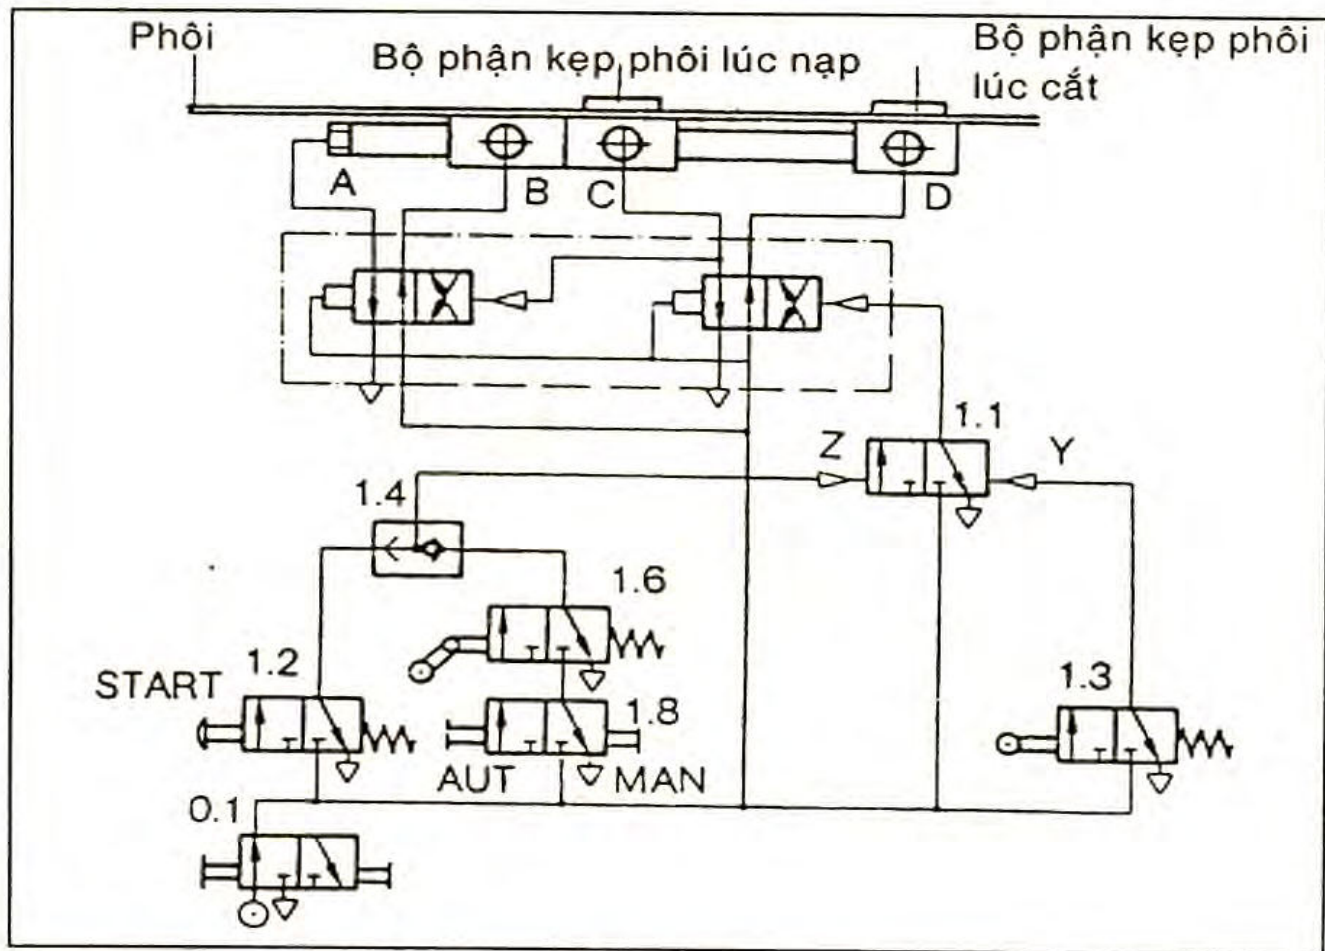 Phôi
Bộ phận kẹp phôi lúc nạp
Bộ phận kẹp phôi
lúc cắt
A
B
C
D
1.1
Z
Y
1.4
1.6
1.2
START
1.8
1.3
AUT
MAN
0.1